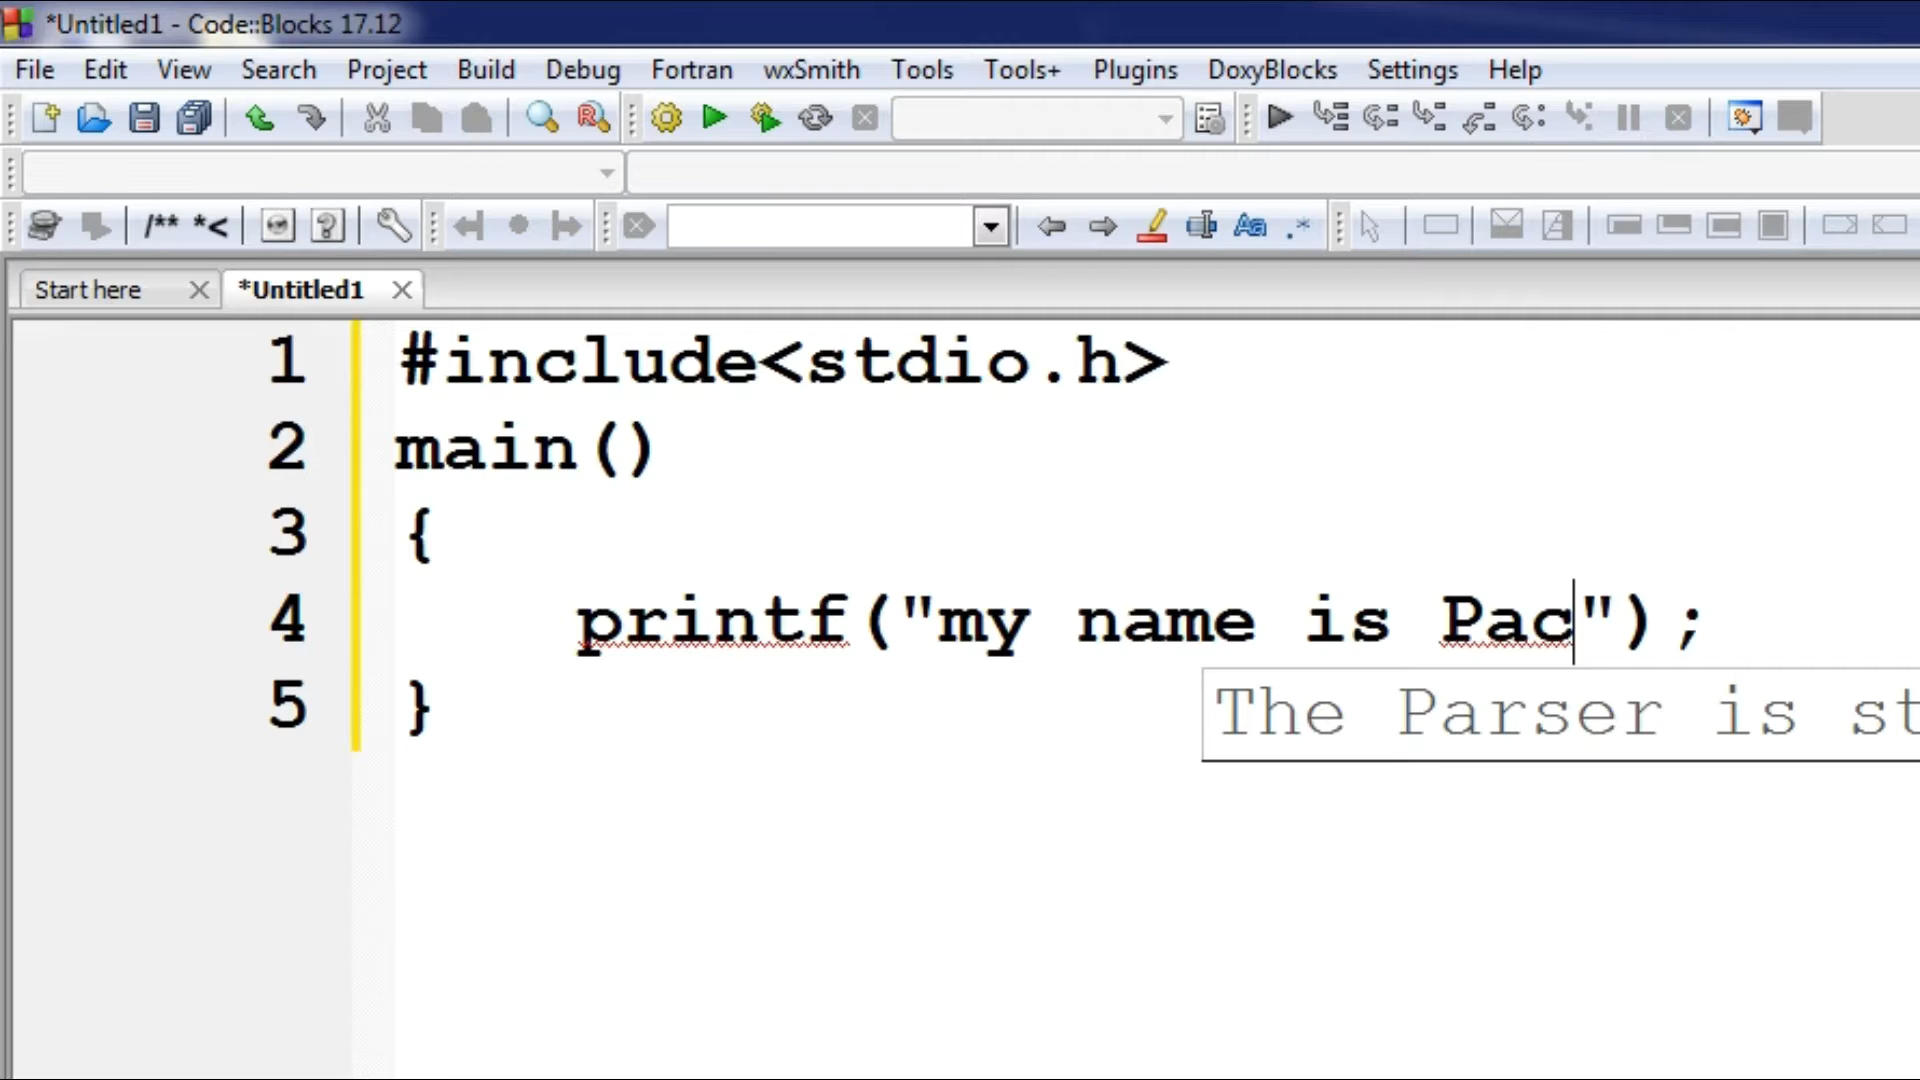 *Untitled1 - Code::Blocks 17.12
File Edit View Search Project Build Debug Fortran wxSmith Tools Tools+ Plugins DoxyBlocks Settings Help
/** *<
Start here *Untitled1
1 #include<stdio.h>
2 main()
3 {
4 printf("my name is Pac");
The Parser is st
5 }